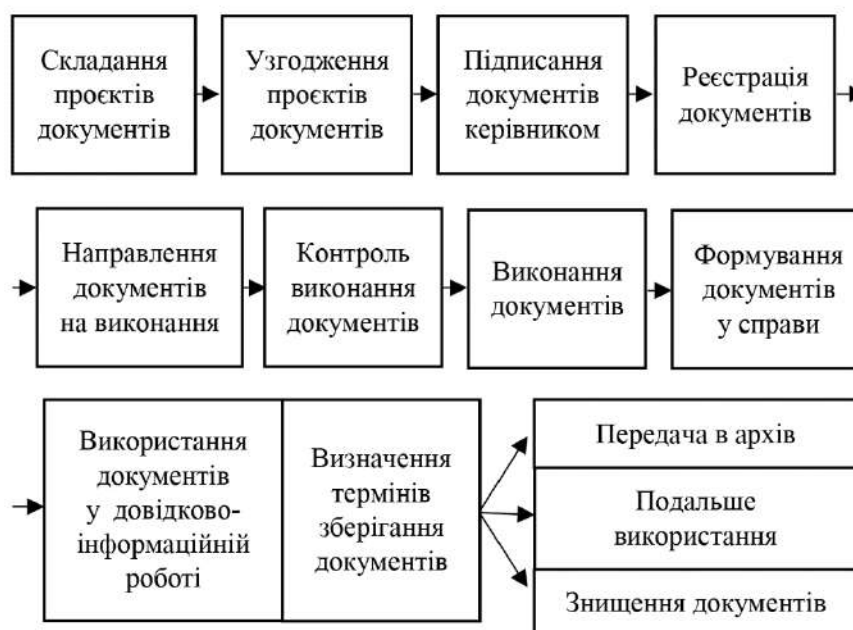 Складання
проєктів
документів
Узгодження
проєктів
документів
Підписання
документів
керівником
Реєстрація
документів
Направлення
документів
на виконання
Контроль
виконання
документів
Виконання
документів
Формування
документів
у справи
Використання
документів
у довідково-
інформаційній
роботі
Визначення
термінів
зберігання
документів
Передача в архів
Подальше
використання
Знищення документів